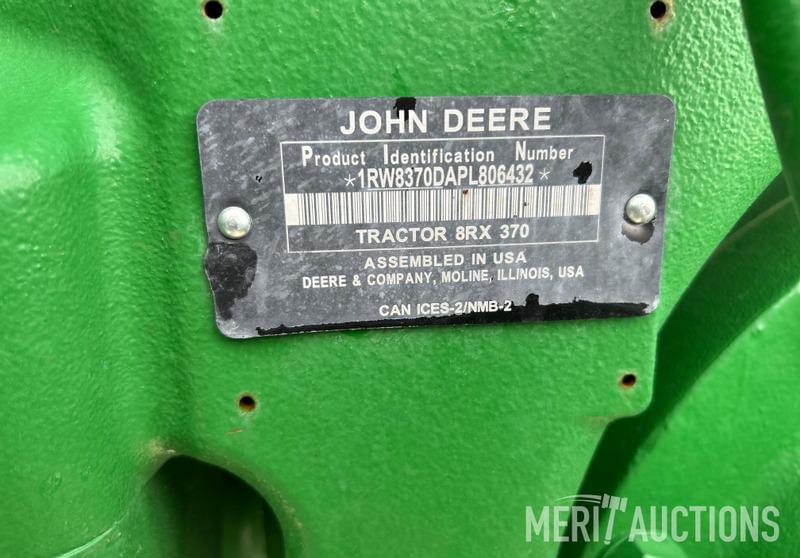 JOHN DEERE
Product Identification Number
*1RW8370DAPL806432*
TRACTOR 8RX 370
ASSEMBLED IN USA
DEERE & COMPANY, MOLINE, ILLINOIS, USA
CAN ICES-2/NMB-2
MERIT AUCTIONS